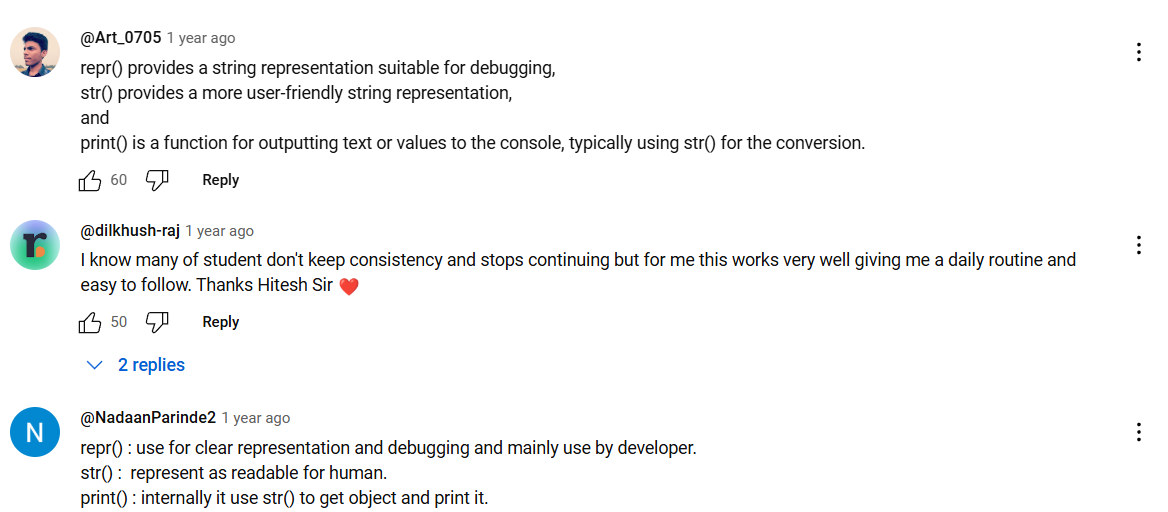 @Art_0705 1 year ago
repr() provides a string representation suitable for debugging,
str() provides a more user-friendly string representation,
and
print() is a function for outputting text or values to the console, typically using str() for the conversion.
60 Reply
@dilkhush-raj 1 year ago
I know many of student don't keep consistency and stops continuing but for me this works very well giving me a daily routine and
easy to follow. Thanks Hitesh Sir ❤️
50 Reply
2 replies
N
@NadaanParinde2 1 year ago
repr() : use for clear representation and debugging and mainly use by developer.
str() :  represent as readable for human.
print() : internally it use str() to get object and print it.